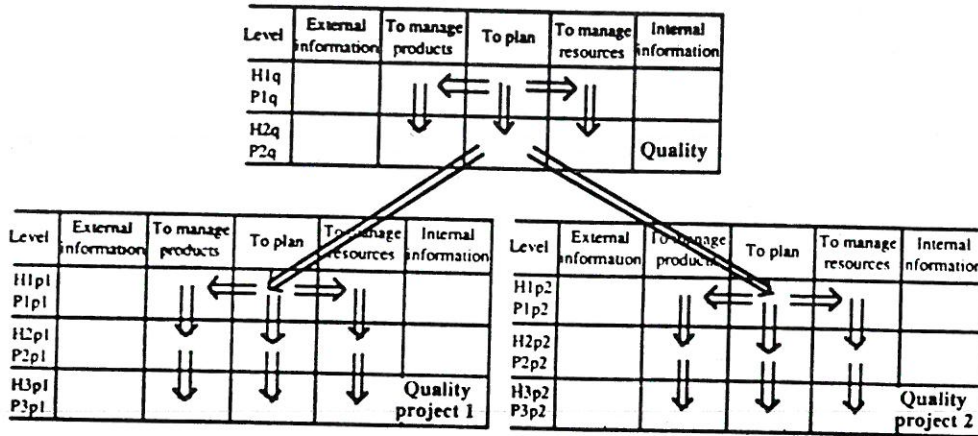 Level External information To manage products To plan To manage resources Internal information
H1q
P1q
H2q
P2q Quality
Level External information To manage products To plan To manage resources Internal information
H1p1
P1p1
H2p1
P2p1
H3p1 Quality
P3p1 project 1
Level External information To manage products To plan To manage resources Internal nformation
H1p2
P1p2
H2p2
P2p2
H3p2 Quality
P3p2 project 2